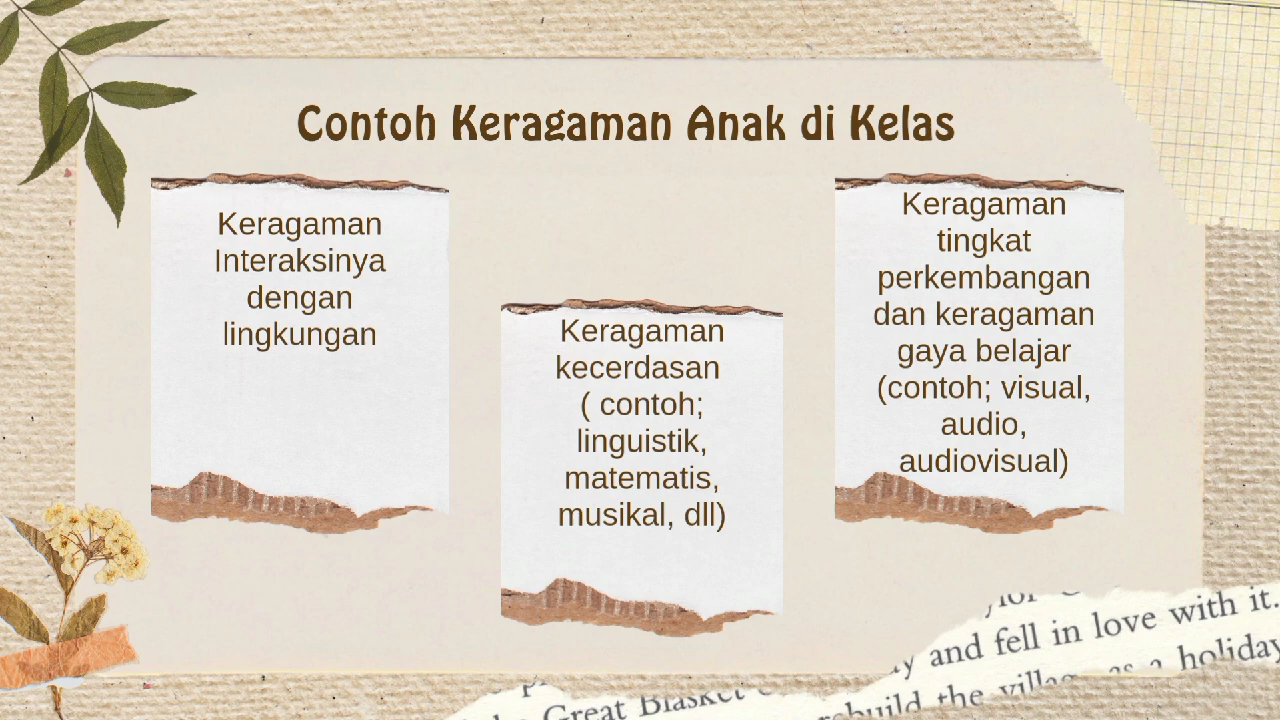 Contoh Keragaman Anak di Kelas
Keragaman
Interaksinya
dengan
lingkungan
Keragaman
kecerdasan
( contoh;
linguistik,
matematis,
musikal, dll)
Keragaman
tingkat
perkembangan
dan keragaman
gaya belajar
(contoh; visual,
audio,
audiovisual)
and fell in love with it.
Great Blasket
the as a holiday